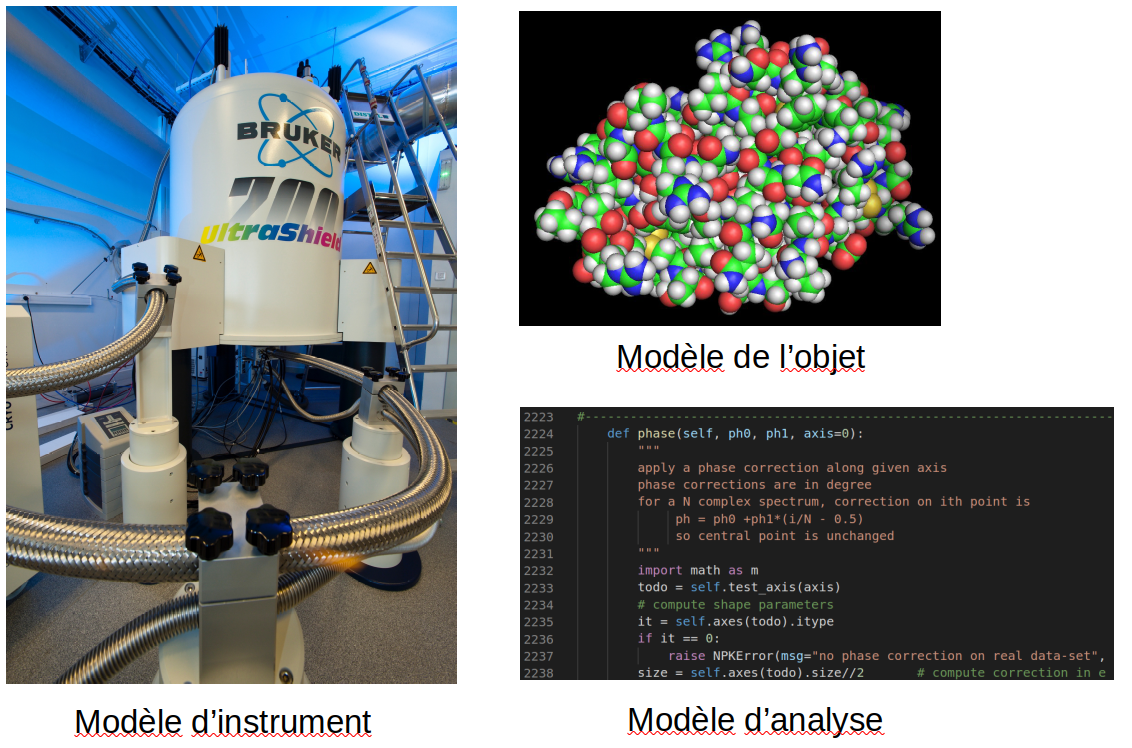 BRUKER
700
ultrashield
Modèle d’instrument
Modèle de l’objet
2223 #-----------------------------------------------------------------------
2224 def phase(self, ph0, ph1, axis=0):
2225 """
2226 apply a phase correction along given axis
2227 phase corrections are in degree
2228 for a N complex spectrum, correction on ith point is
2229 ph = ph0 +ph1*(i/N - 0.5)
2230 so central point is unchanged
2231 """
2232 import math as m
2233 todo = self.test_axis(axis)
2234 # compute shape parameters
2235 it = self.axes(todo).itype
2236 if it == 0:
2237 raise NPKError(msg="no phase correction on real data-set",
2238 size = self.axes(todo).size//2 # compute correction in e
Modèle d’analyse